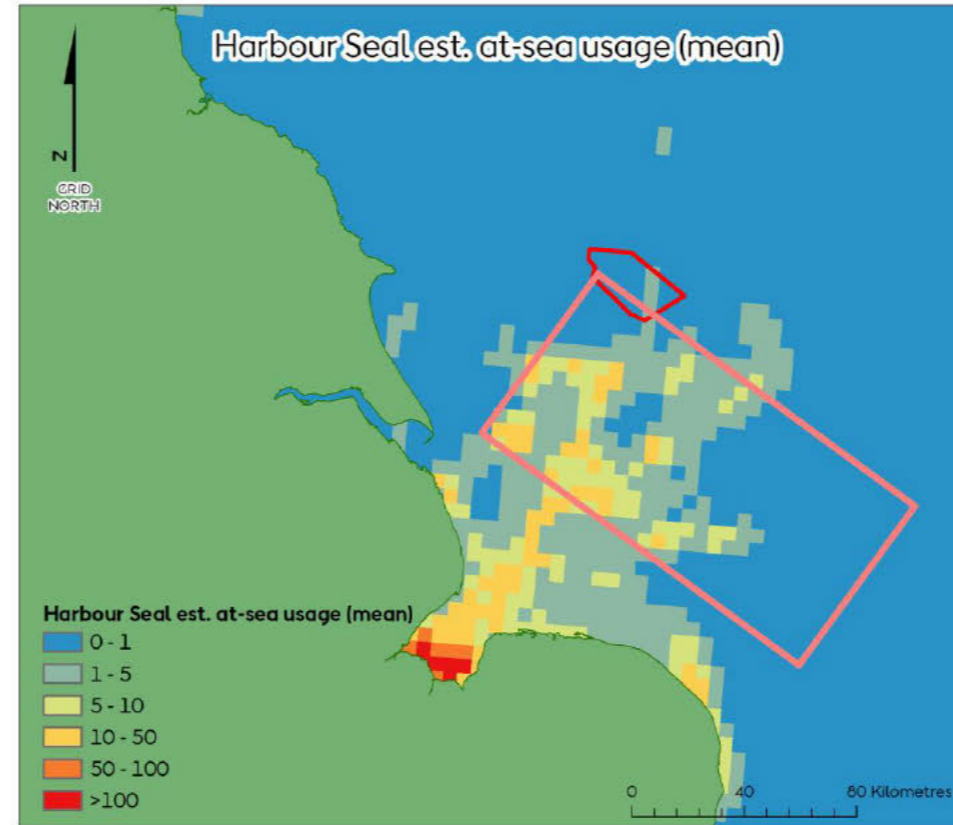 Harbour Seal est. at-sea usage (mean)
N
GRID
NORTH
Harbour Seal est. at-sea usage (mean)
0 - 1
1 - 5
5 - 10
10 - 50
50 - 100
>100
0 40 80 Kilometres